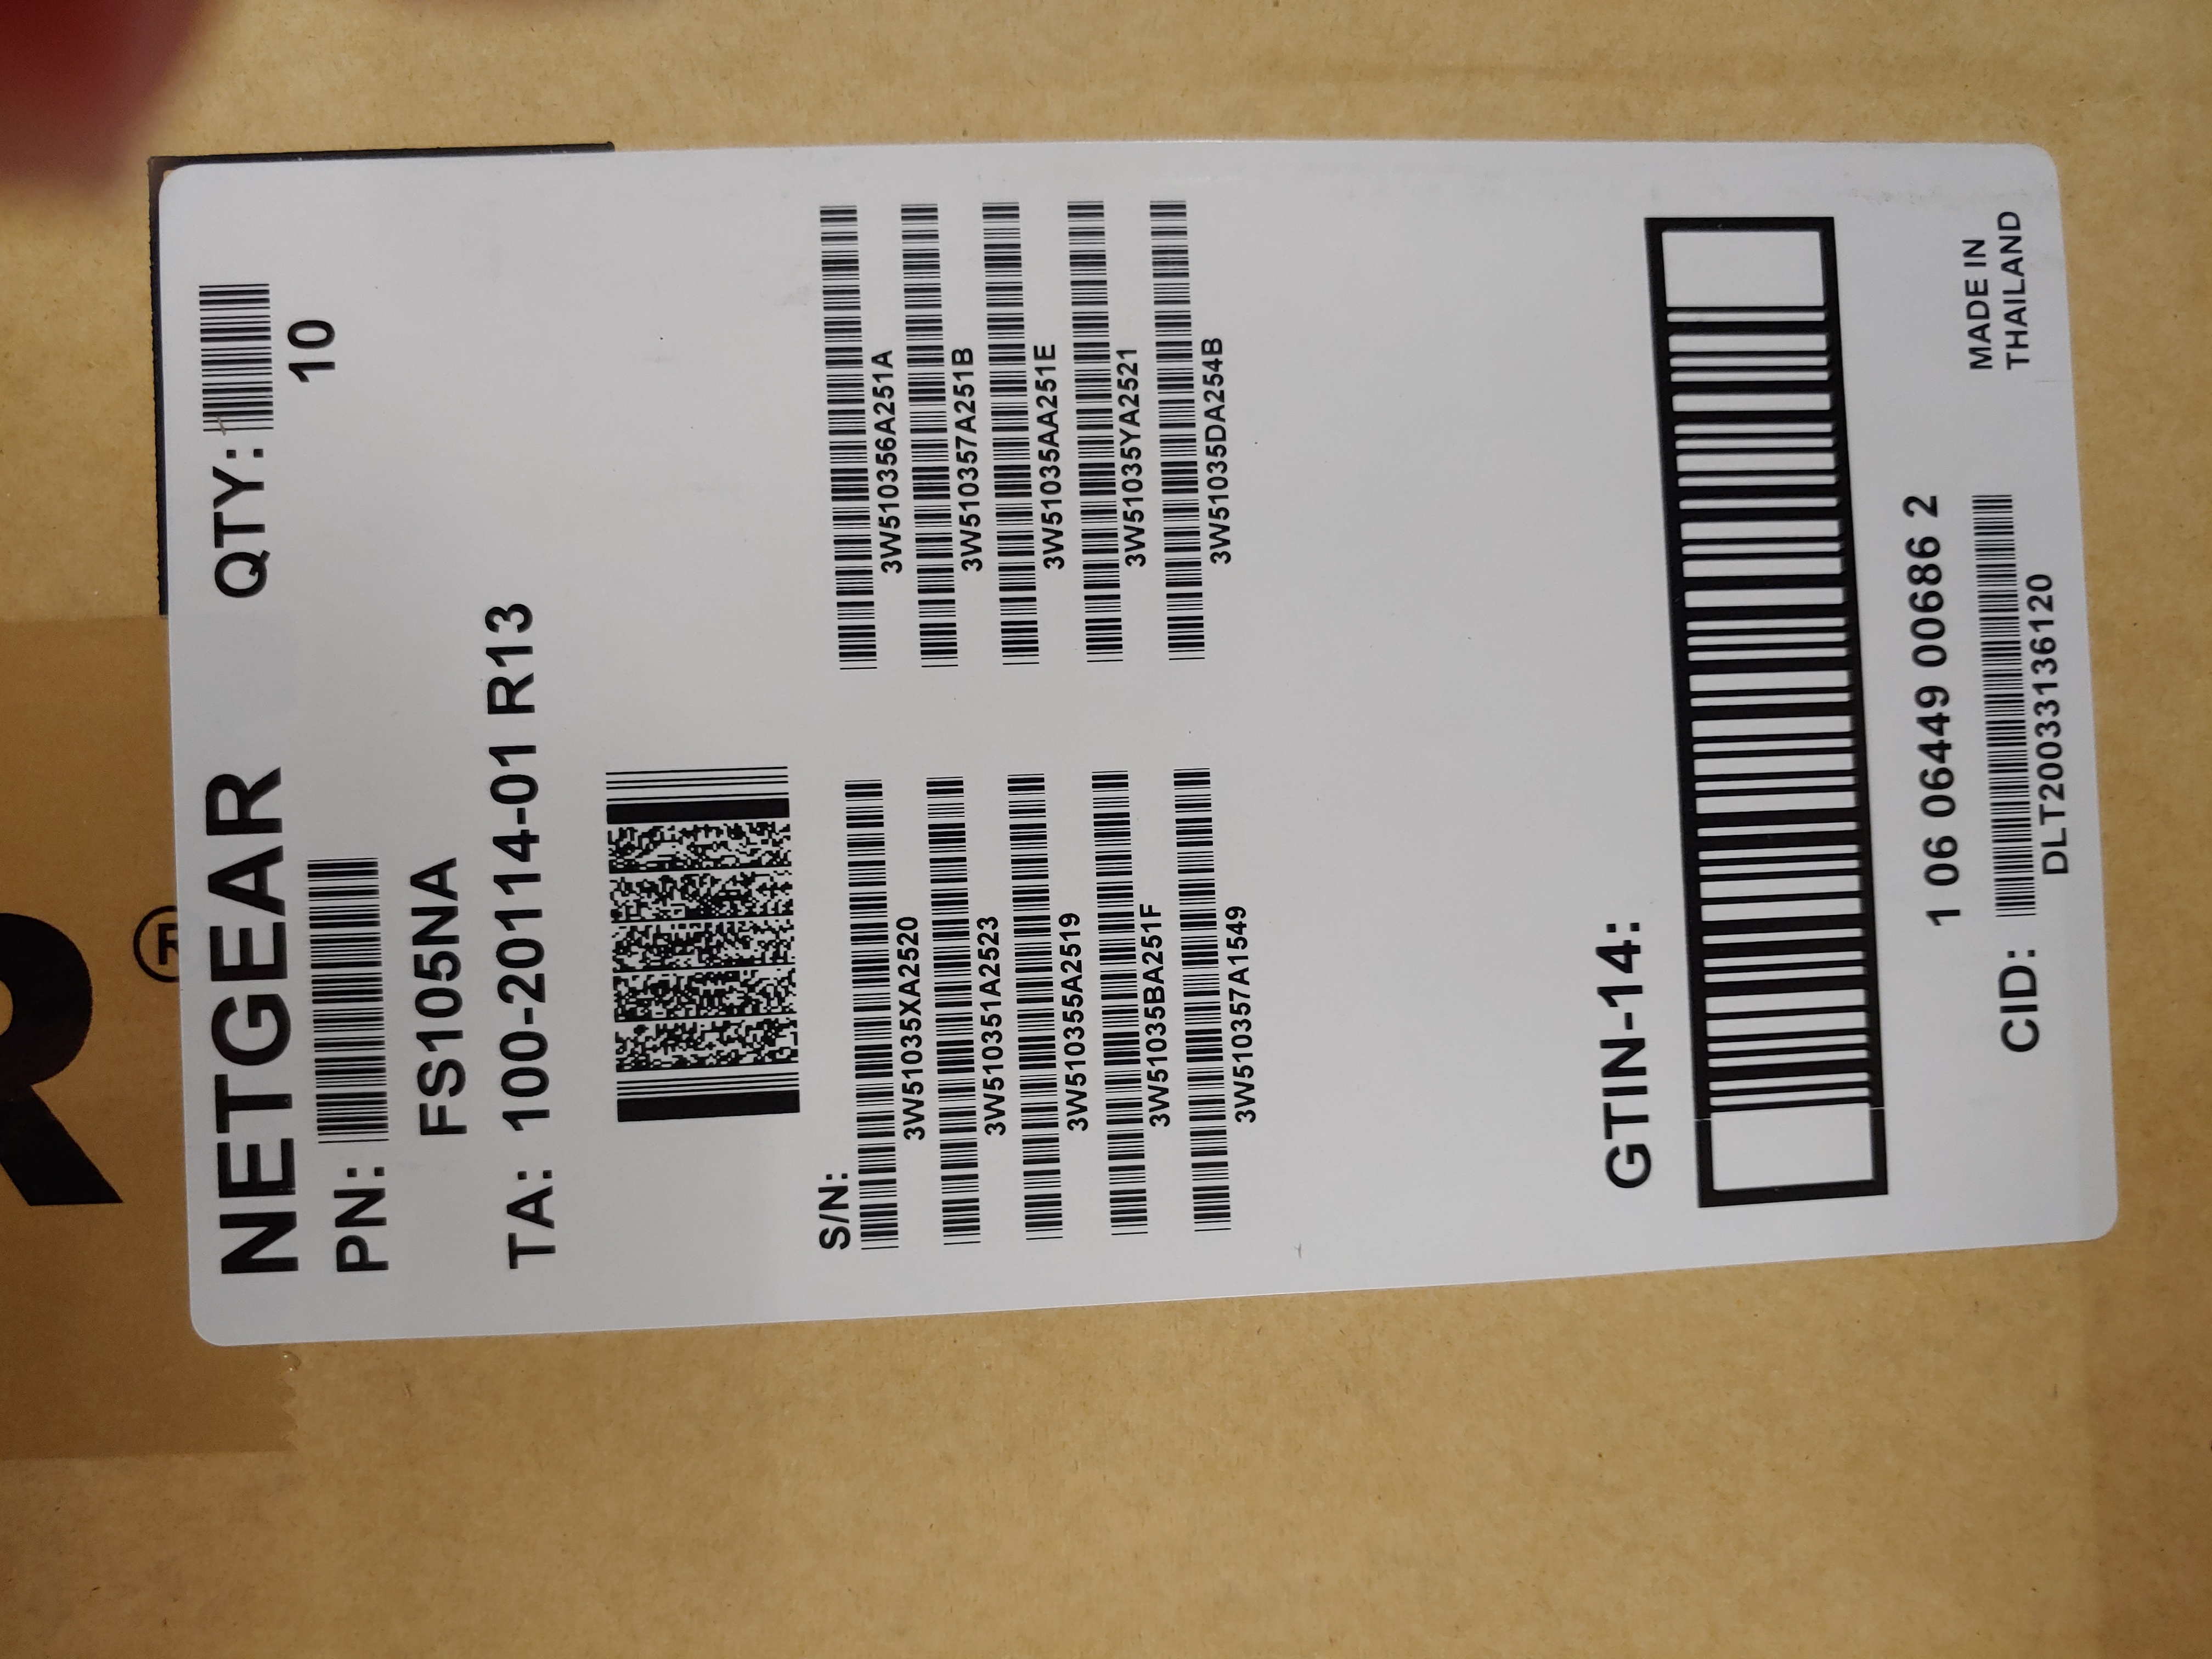 R®
NETGEAR QTY:
10
PN:
FS105NA
TA: 100-20114-01 R13
S/N:
3W51035XA2520 3W510356A251A
3W510351A2523 3W510357A251B
3W510355A2519 3W51035AA251E
3W51035BA251F 3W51035YA2521
3W510357A1549 3W51035DA254B
GTIN-14:
1 06 06449 00686 2
CID:
DLT2003136120
MADE IN
THAILAND